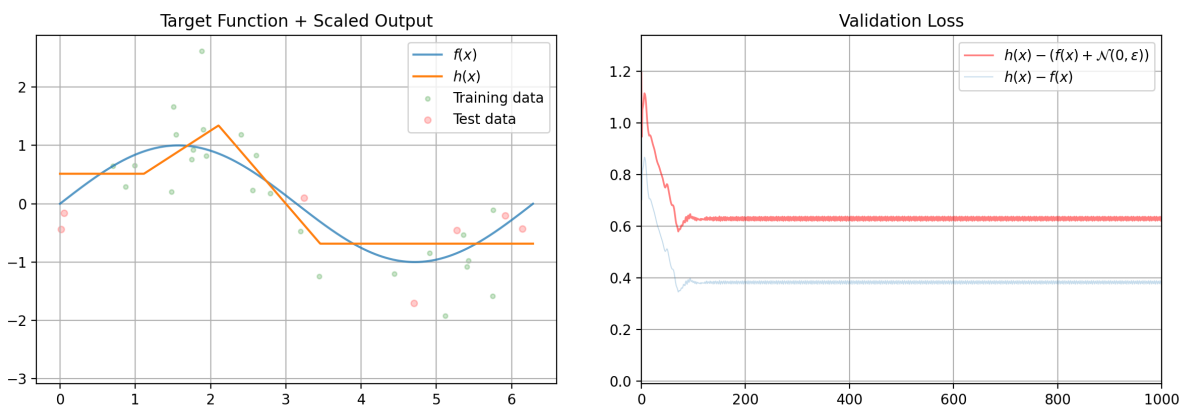 Target Function + Scaled Output
f(x)
h(x)
Training data
Test data
2
1
0
−1
−2
−3
0 1 2 3 4 5 6
Validation Loss
h(x) − (f(x) + 𝒩(0, ε))
h(x) − f(x)
1.2
1.0
0.8
0.6
0.4
0.2
0.0
0 200 400 600 800 1000